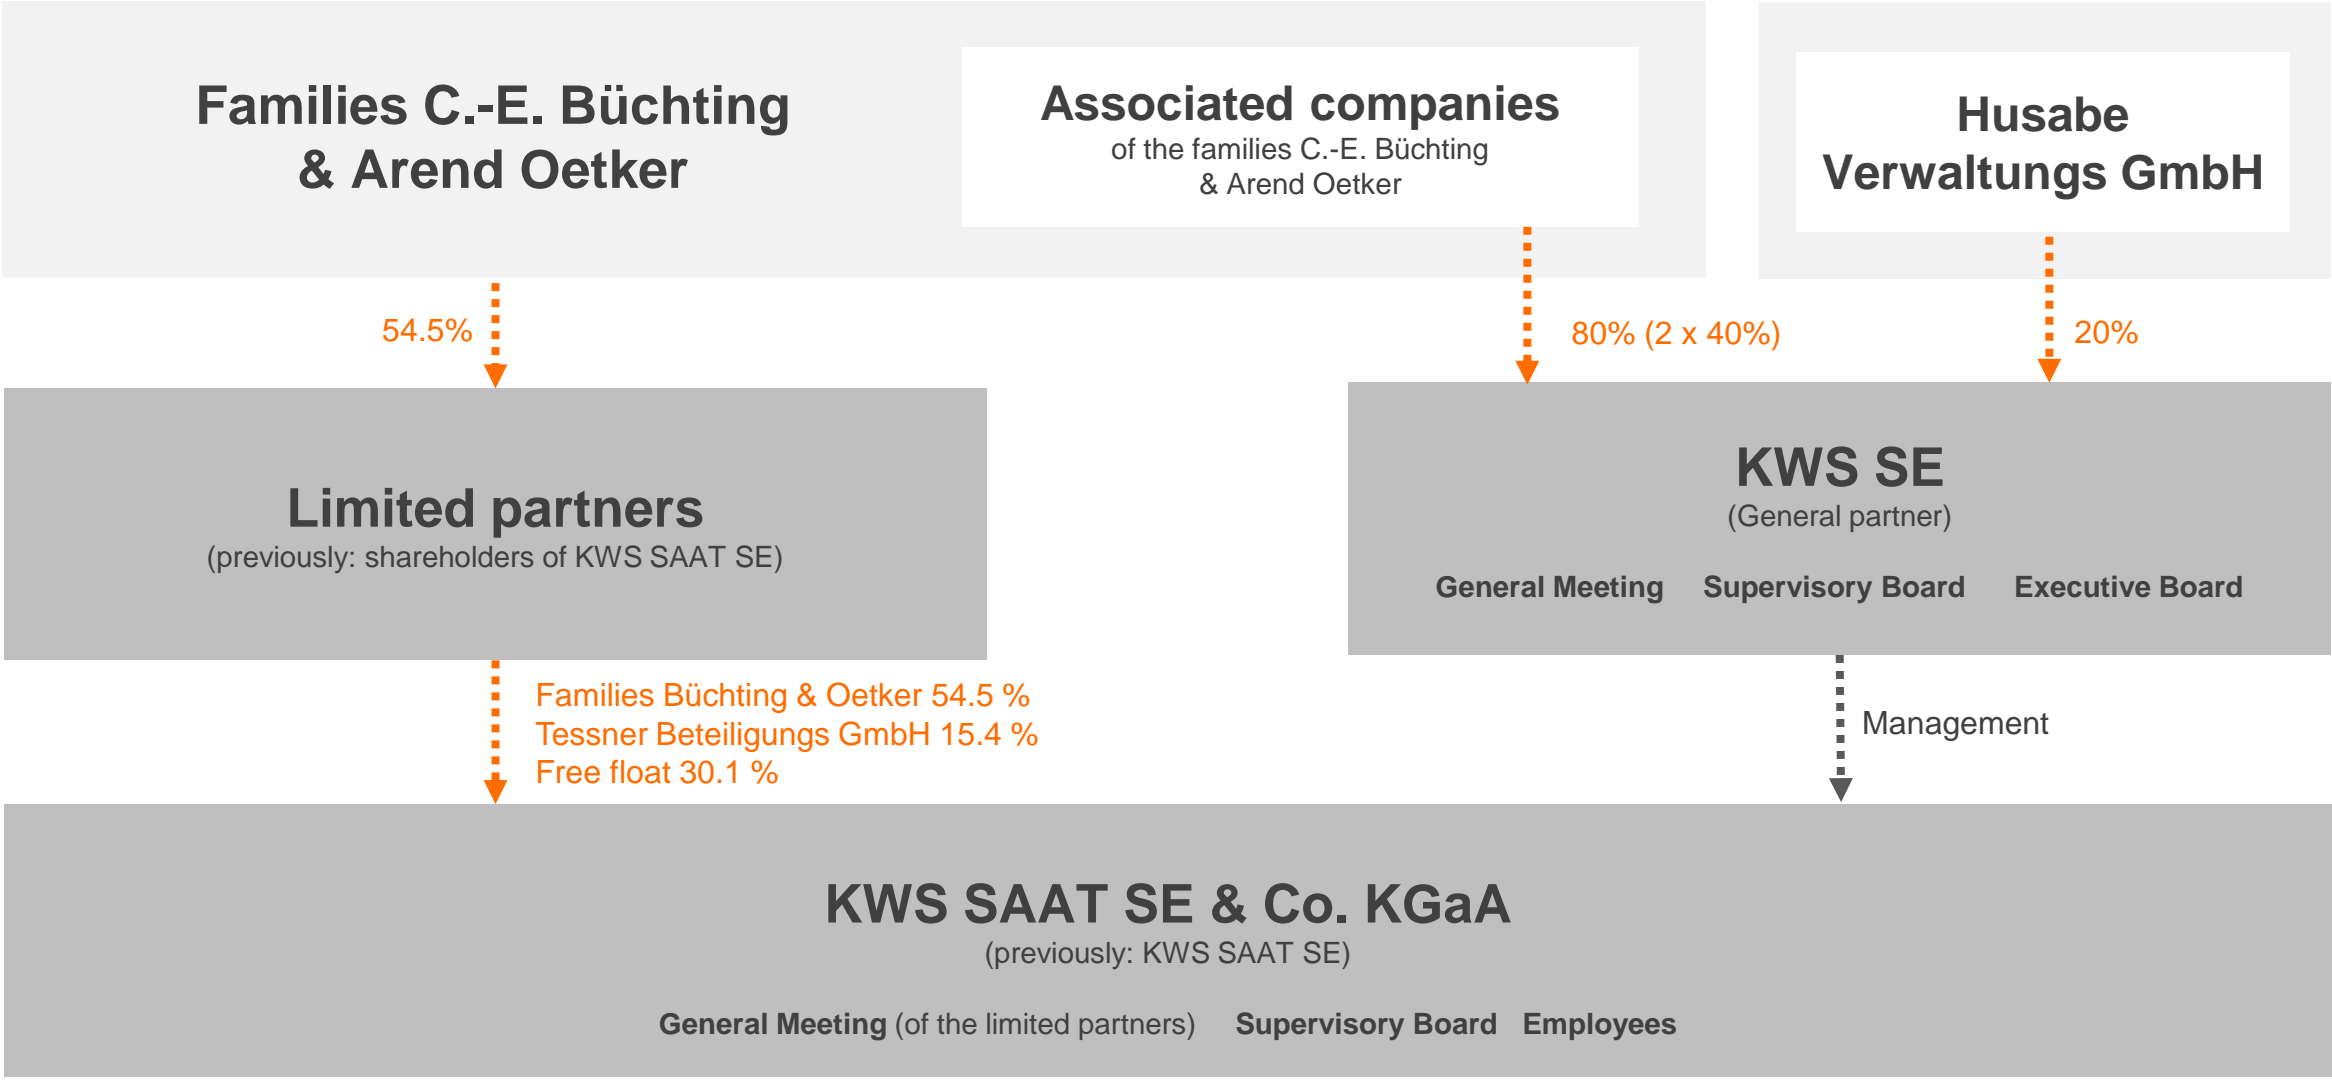 Families C.-E. Büchting
& Arend Oetker
Associated companies
of the families C.-E. Büchting
& Arend Oetker
Husabe
Verwaltungs GmbH
54.5%
80% (2 x 40%)
20%
Limited partners
(previously: shareholders of KWS SAAT SE)
KWS SE
(General partner)
General Meeting Supervisory Board Executive Board
Families Büchting & Oetker 54.5 %
Tessner Beteiligungs GmbH 15.4 %
Free float 30.1 %
Management
KWS SAAT SE & Co. KGaA
(previously: KWS SAAT SE)
General Meeting (of the limited partners) Supervisory Board Employees